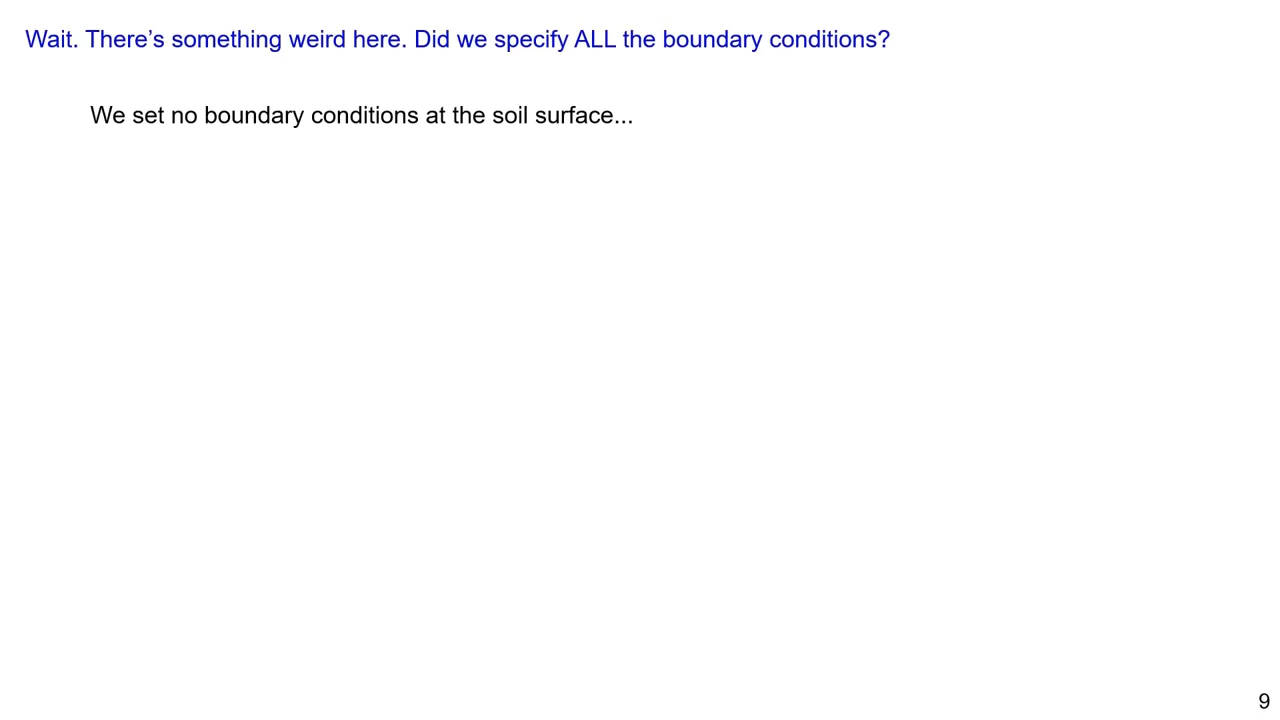 Wait. There’s something weird here. Did we specify ALL the boundary conditions?
We set no boundary conditions at the soil surface...
9